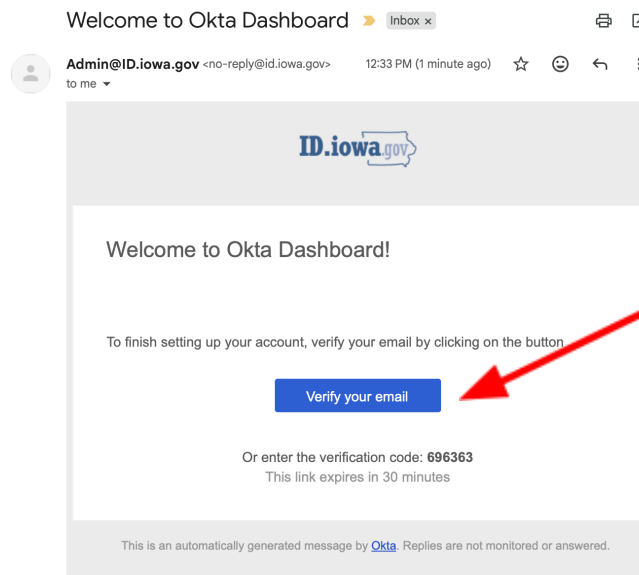 Welcome to Okta Dashboard Inbox ×
Admin@ID.iowa.gov <no-reply@id.iowa.gov> 12:33 PM (1 minute ago)
to me
ID.iowa.gov
Welcome to Okta Dashboard!
To finish setting up your account, verify your email by clicking on the button
Verify your email
Or enter the verification code: 696363
This link expires in 30 minutes
This is an automatically generated message by Okta. Replies are not monitored or answered.